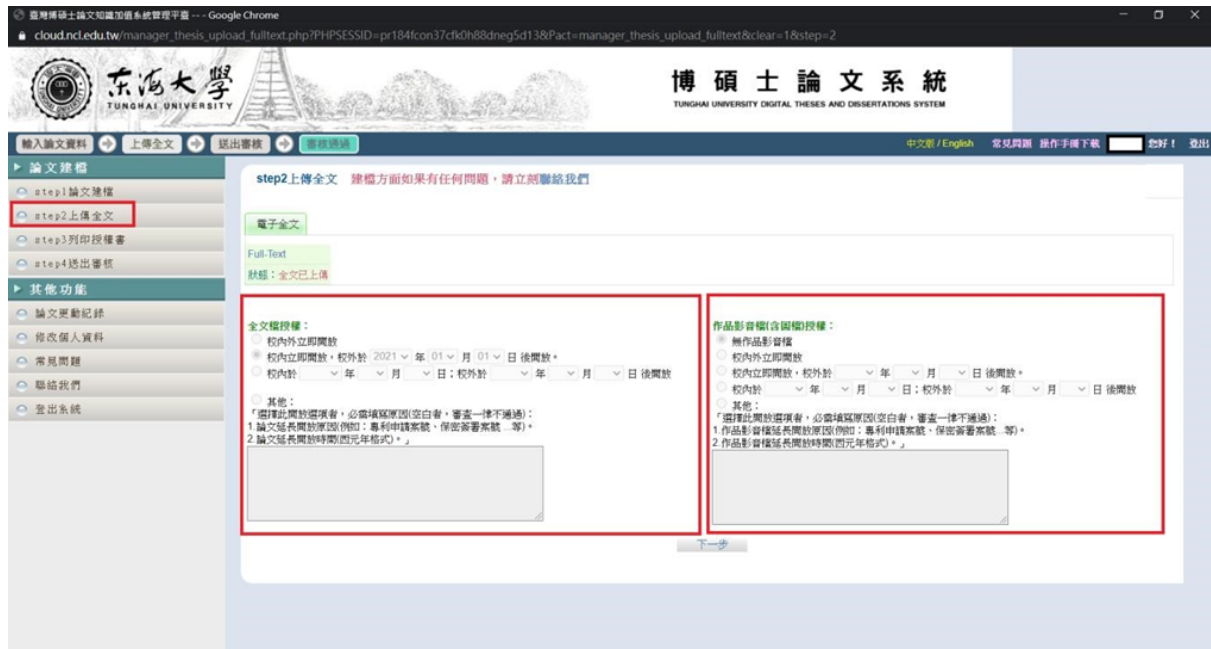 臺灣博碩士論文知識加值系統管理平臺 -- - Google Chrome
cloud.ncl.edu.tw/manager_thesis_upload_fulltext.php?PHPSESSID=pr184fcon37cfk0h88dneg5d13&Pact=manager_thesis_upload_fulltext&clear=1&step=2
东海大學
TUNGHAI UNIVERSITY
博碩士論文系統
TUNGHAI UNIVERSITY DIGITAL THESES AND DISSERTATIONS SYSTEM
輸入論文資料 上傳全文 送出審核 審核通過 中文版 / English 常見問題 操作手冊下載 您好! 登出
論文建檔
step1論文建檔
step2上傳全文
step3列印授權書
step4送出審核
其他功能
論文更動紀錄
修改個人資料
常見問題
聯絡我們
登出系統
step2上傳全文 建檔方面如果有任何問題,請立刻聯絡我們
電子全文
Full-Text
狀態:全文已上傳
全文檔授權:
校內外立即開放
校內立即開放,校外於 2021 年 01 月 01 日 後開放。
校內於 年 月 日;校外於 年 月 日 後開放
其他:
「選擇此開放選項者,必需填寫原因(空白者,審查一律不通過):
1.論文延長開放原因(例如:專利申請案號、保密簽署案號 ...等)。
2.論文延長開放時間(西元年格式)。」
作品影音檔(含圖檔)授權:
無作品影音檔
校內外立即開放
校內立即開放,校外於 年 月 日 後開放。
校內於 年 月 日;校外於 年 月 日 後開放
其他:
「選擇此開放選項者,必需填寫原因(空白者,審查一律不通過):
1.作品影音檔延長開放原因(例如:專利申請案號、保密簽署案號...等)。
2.作品影音檔延長開放時間(西元年格式)。」
下一步